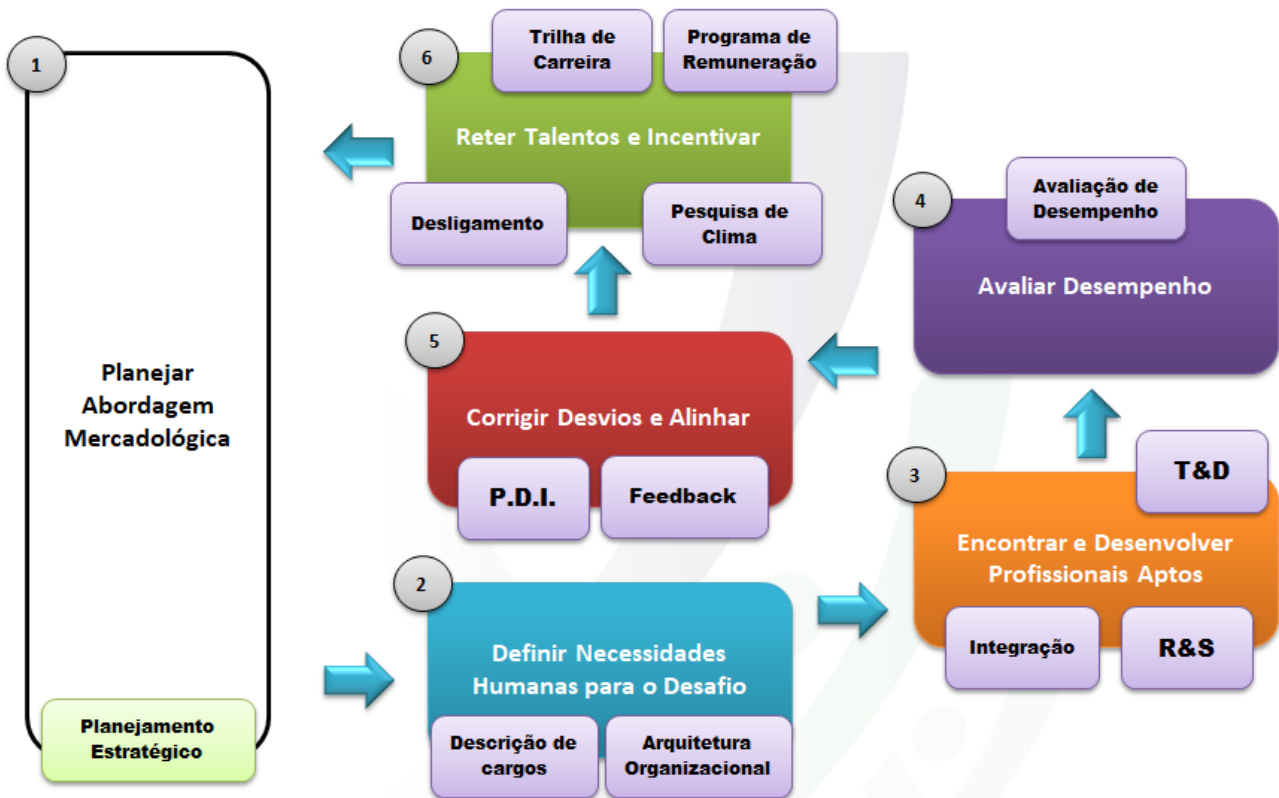 1
Planejar
Abordagem
Mercadológica
Planejamento
Estratégico
2
Definir Necessidades
Humanas para o Desafio
Descrição de
cargos
Arquitetura
Organizacional
3
T&D
Encontrar e Desenvolver
Profissionais Aptos
Integração
R&S
4
Avaliação de
Desempenho
Avaliar Desempenho
5
Corrigir Desvios e Alinhar
P.D.I.
Feedback
6
Trilha de
Carreira
Programa de
Remuneração
Reter Talentos e Incentivar
Desligamento
Pesquisa de
Clima